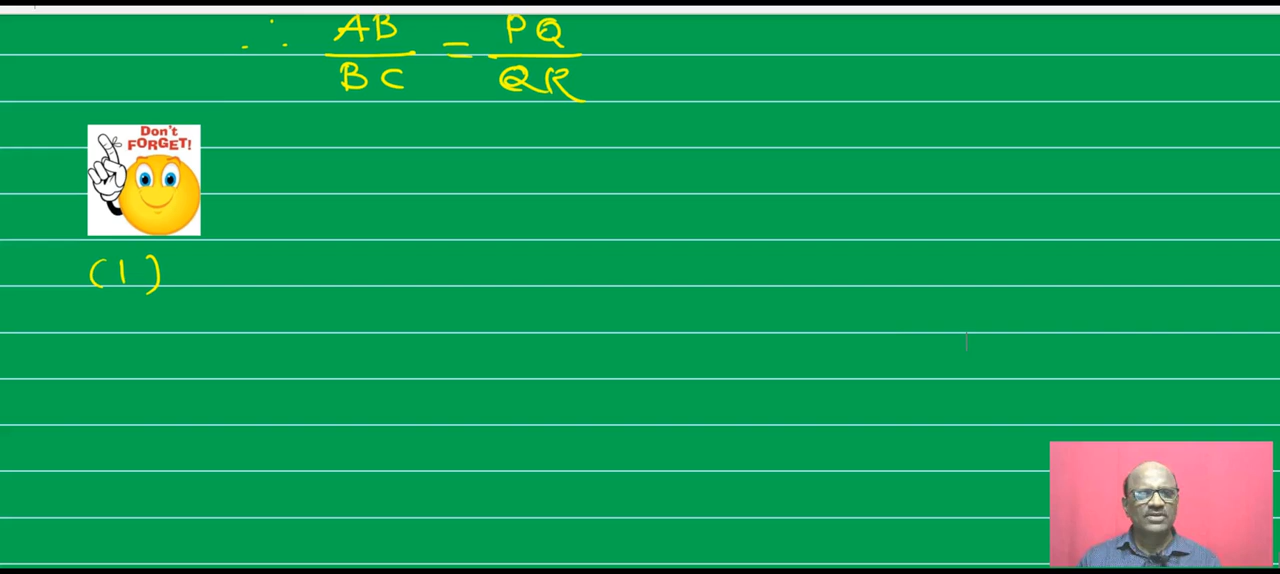 ∴ AB/BC = PQ/QR
Don't
FORGET!
(1)